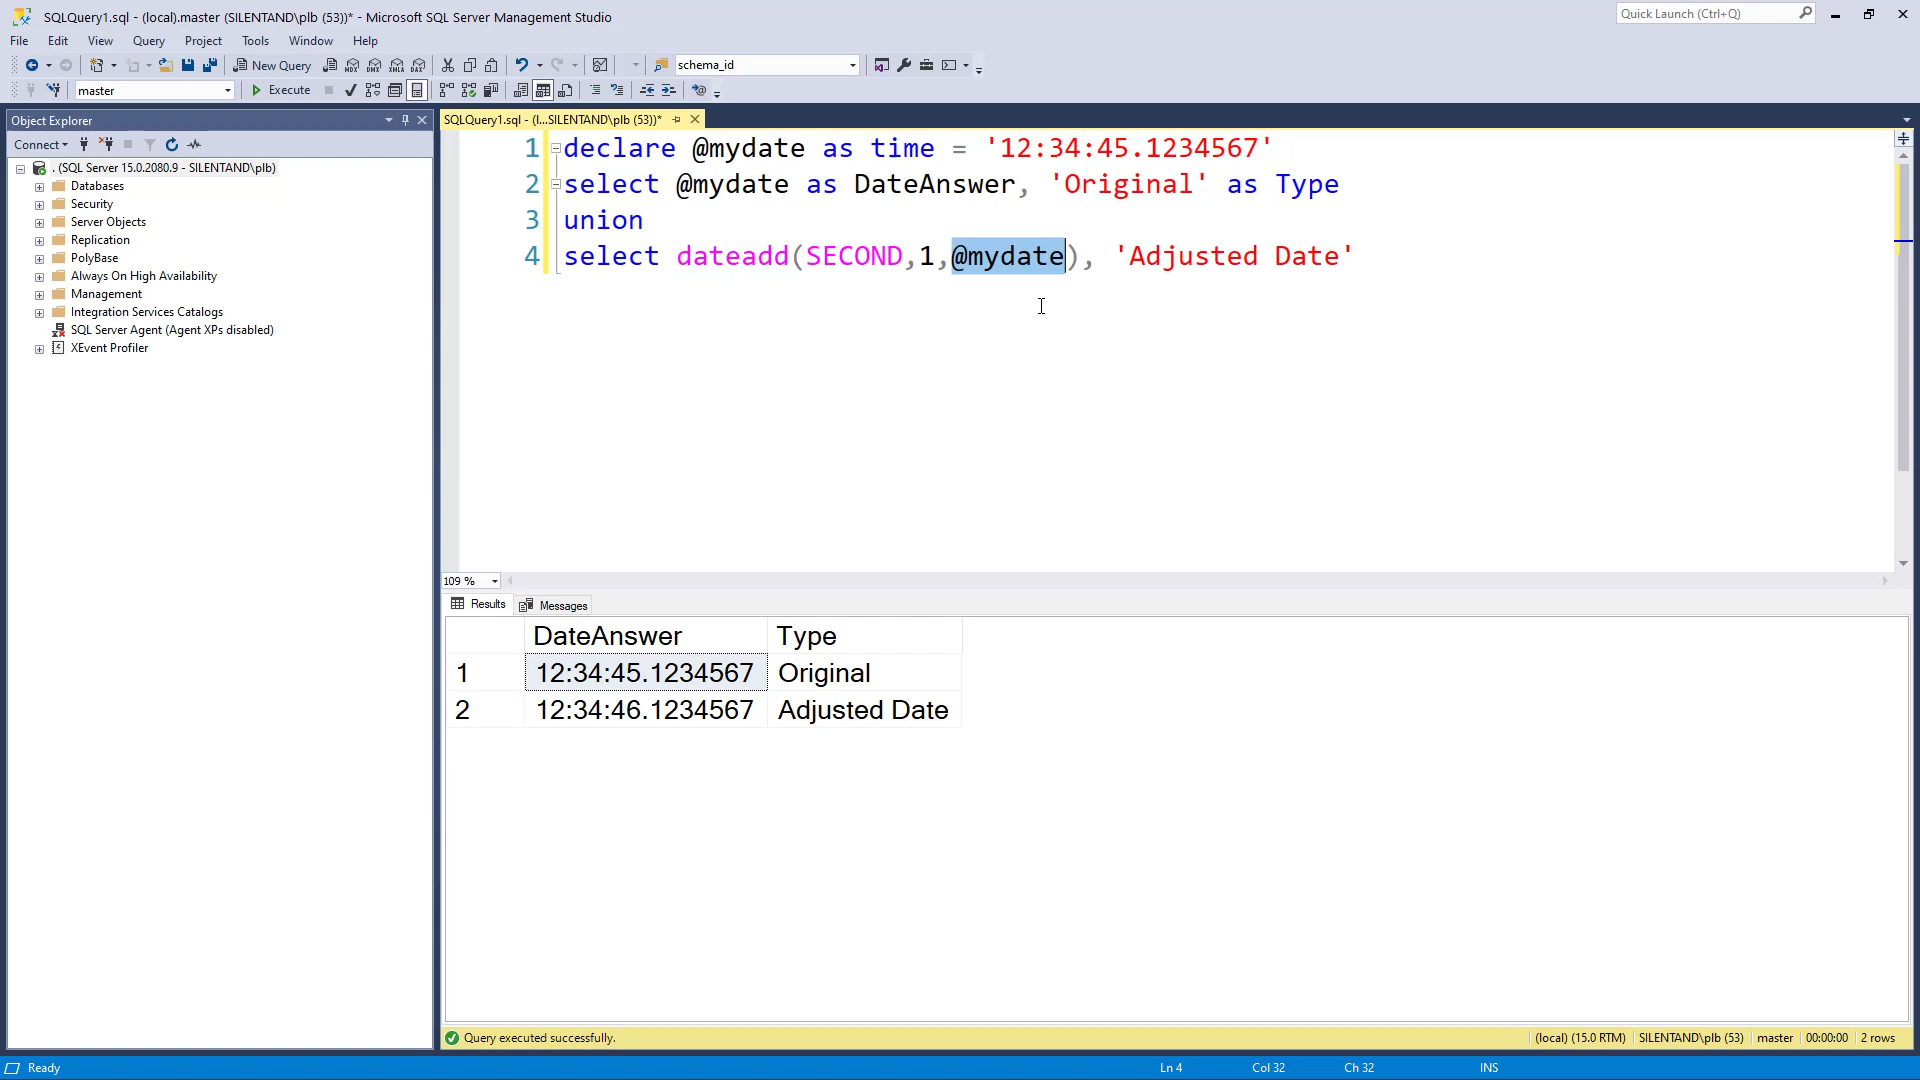 SQLQuery1.sql - (local).master (SILENTAND\plb (53))* - Microsoft SQL Server Management Studio
Quick Launch (Ctrl+Q)
File Edit View Query Project Tools Window Help
New Query
schema_id
master
Execute
Object Explorer
SQLQuery1.sql - (l...SILENTAND\plb (53))*
Connect
. (SQL Server 15.0.2080.9 - SILENTAND\plb)
Databases
Security
Server Objects
Replication
PolyBase
Always On High Availability
Management
Integration Services Catalogs
SQL Server Agent (Agent XPs disabled)
XEvent Profiler
1 declare @mydate as time = '12:34:45.1234567'
2 select @mydate as DateAnswer, 'Original' as Type
3 union
4 select dateadd(SECOND,1,@mydate), 'Adjusted Date'
109 %
Results Messages
DateAnswer Type
1 12:34:45.1234567 Original
2 12:34:46.1234567 Adjusted Date
Query executed successfully.
(local) (15.0 RTM) SILENTAND\plb (53) master 00:00:00 2 rows
Ready
Ln 4 Col 32 Ch 32 INS